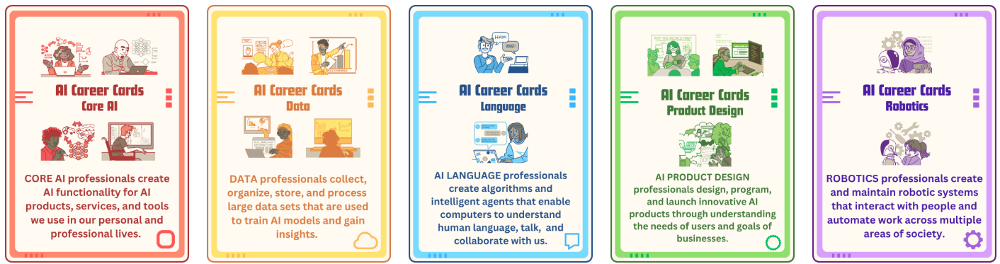 AI Career Cards
Core AI
CORE AI professionals create
AI functionality for AI
products, services, and tools
we use in our personal and
professional lives.
AI Career Cards
Data
DATA professionals collect,
organize, store, and process
large data sets that are used
to train AI models and gain
insights.
Hello!
AI Career Cards
Language
AI LANGUAGE professionals
create algorithms and
intelligent agents that enable
computers to understand
human language, talk, and
collaborate with us.
AI Career Cards
Product Design
AI PRODUCT DESIGN
professionals design, program,
and launch innovative AI
products through understanding
the needs of users and goals of
businesses.
AI Career Cards
Robotics
ROBOTICS professionals create
and maintain robotic systems
that interact with people and
automate work across multiple
areas of society.